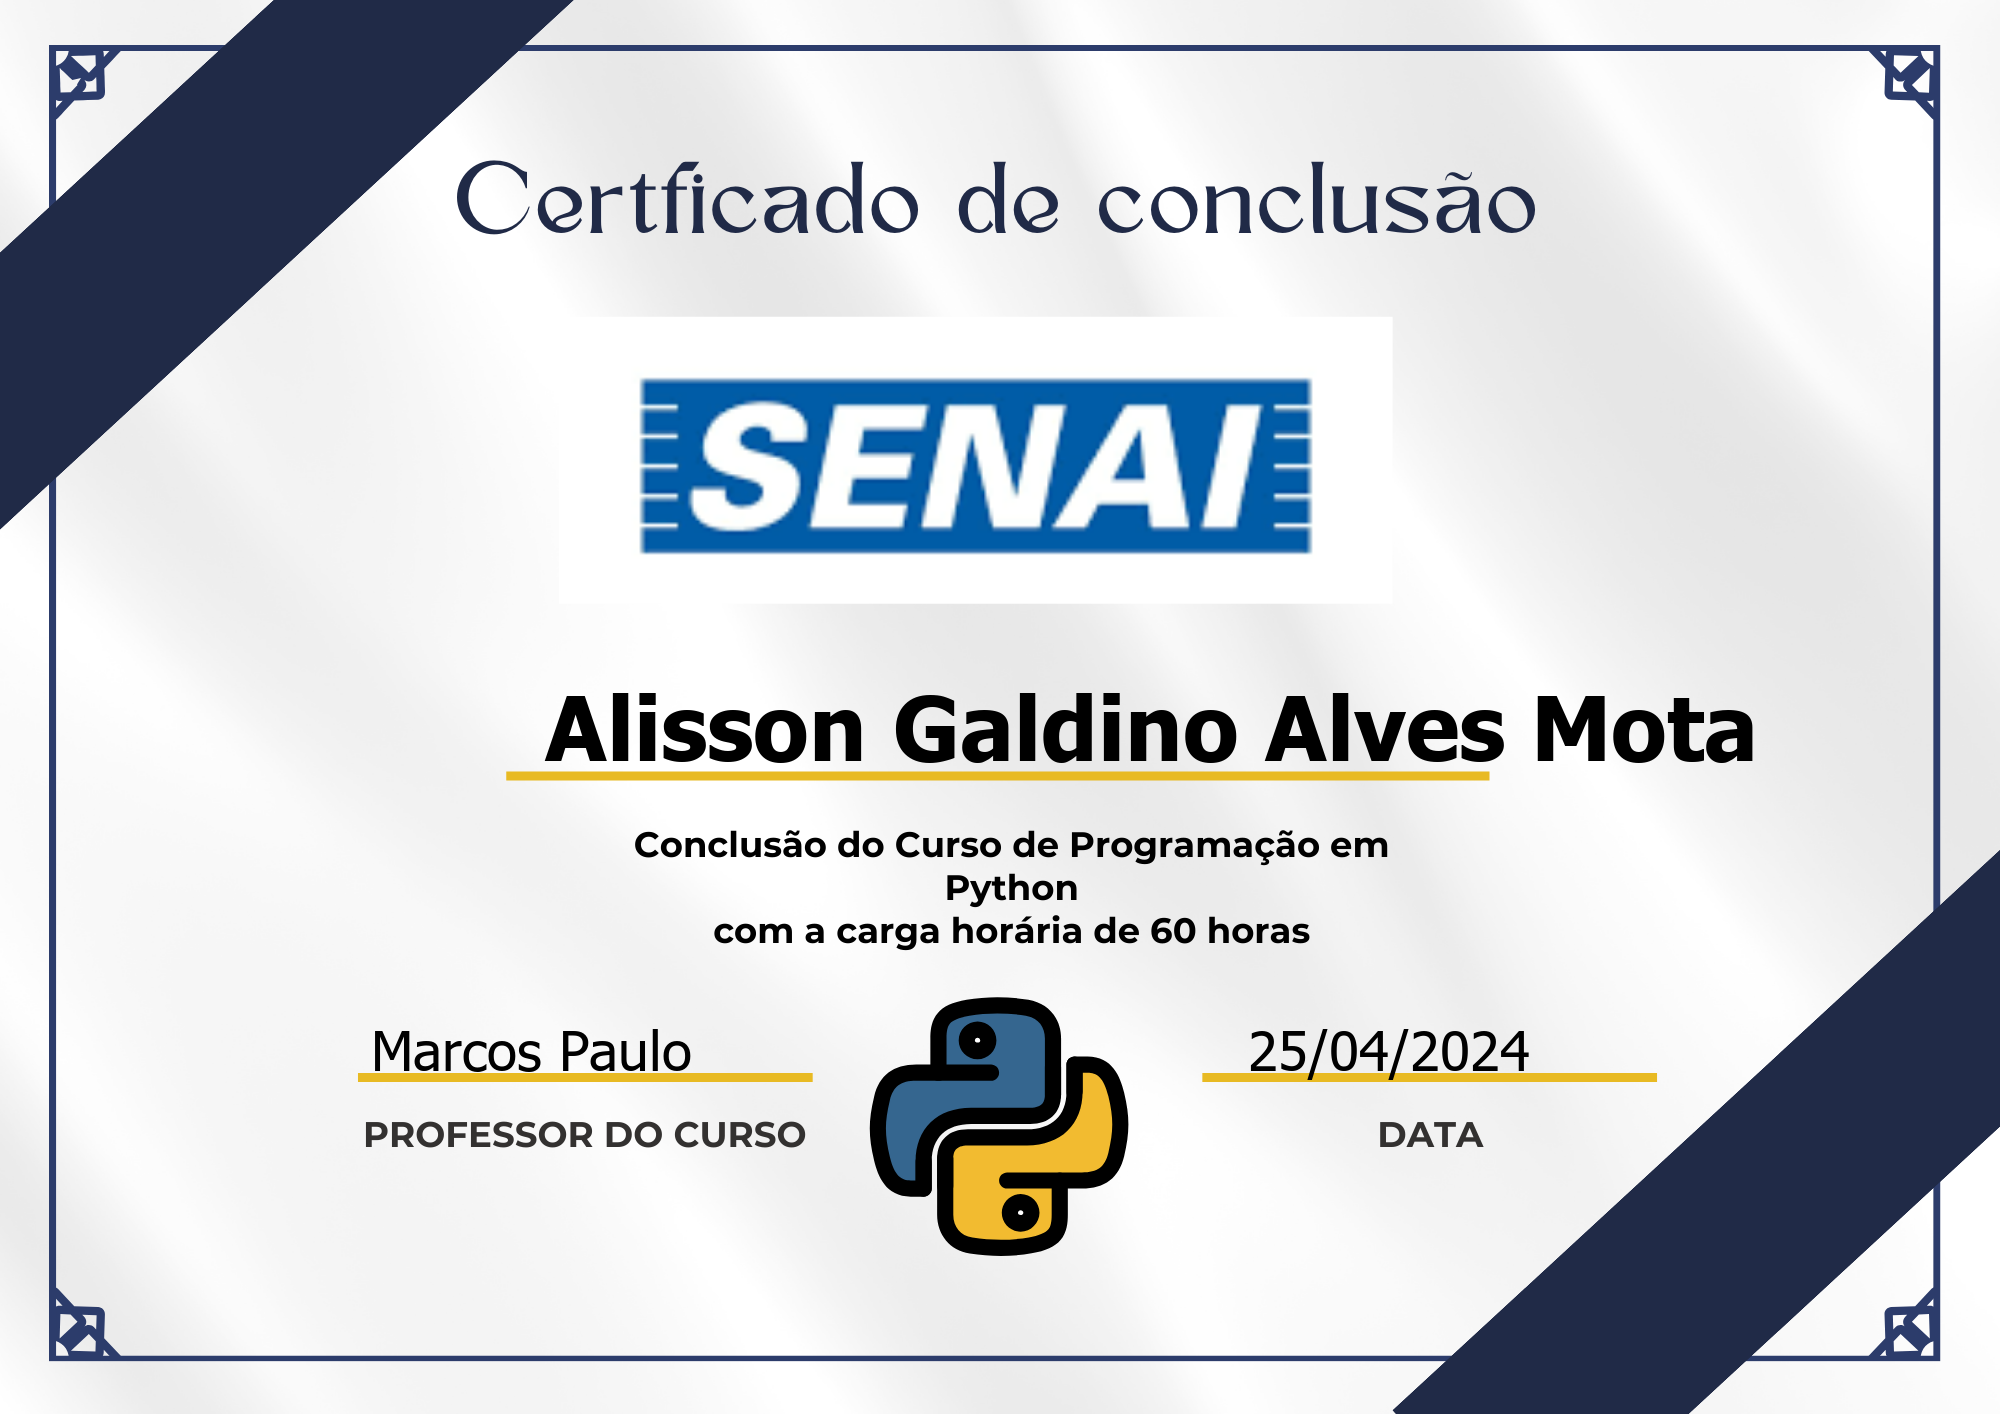 Certficado de conclusão
SENAI
Alisson Galdino Alves Mota
Conclusão do Curso de Programação em
Python
com a carga horária de 60 horas
Marcos Paulo
25/04/2024
PROFESSOR DO CURSO
DATA